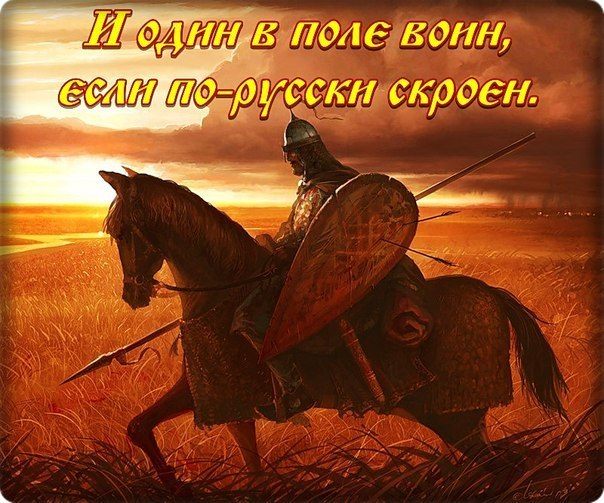 И один в поле воин,
если по-русски скроен.